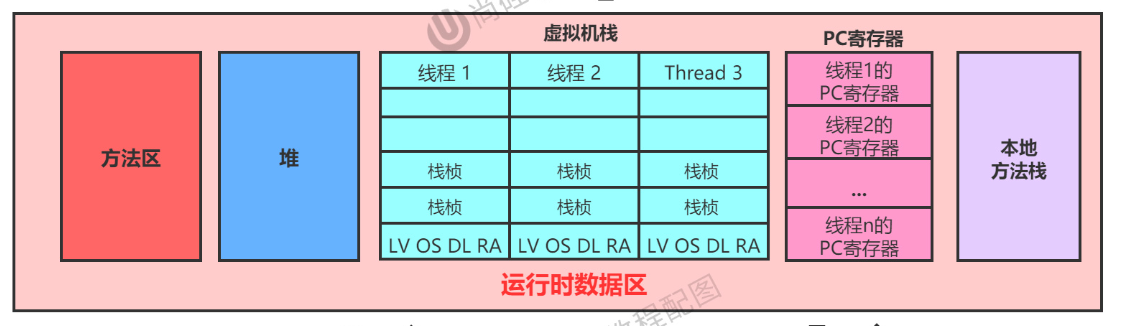 虚拟机栈
PC寄存器
线程 1
线程 2
Thread 3
线程1的
PC寄存器
线程2的
PC寄存器
...
线程n的
PC寄存器
方法区
堆
栈桢
栈桢
栈桢
栈桢
栈桢
栈桢
LV OS DL RA
LV OS DL RA
LV OS DL RA
本地
方法栈
运行时数据区
教程配图